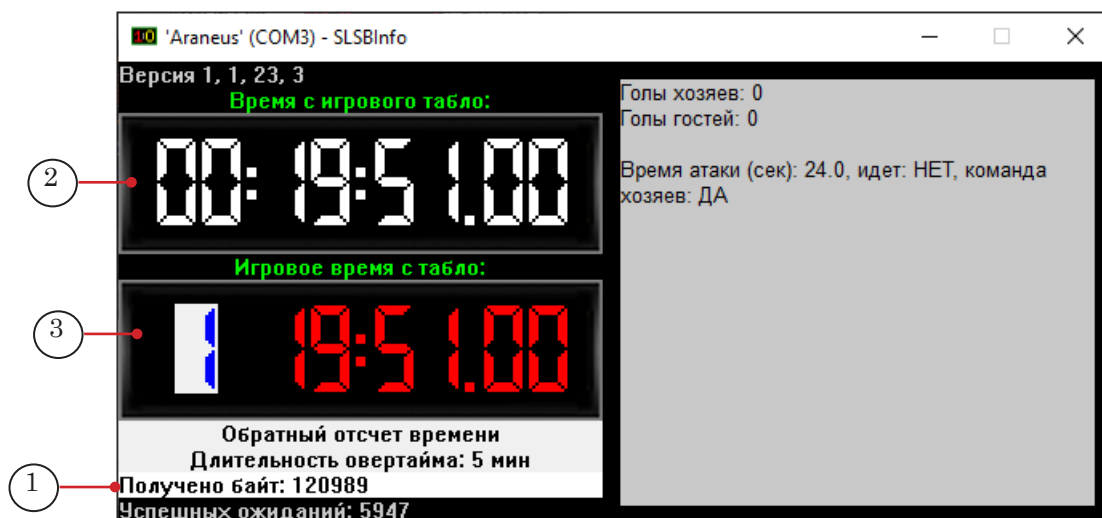 'Araneus' (COM3) - SLSBInfo
Версия 1, 1, 23, 3
Время с игрового табло:
00:19:51.00
Игровое время с табло:
1 19:51.00
Обратный отсчет времени
Длительность овертайма: 5 мин
Получено байт: 120989
Успешных ожиданий: 5947
Голы хозяев: 0
Голы гостей: 0
Время атаки (сек): 24.0, идет: НЕТ, команда
хозяев: ДА
2
3
1